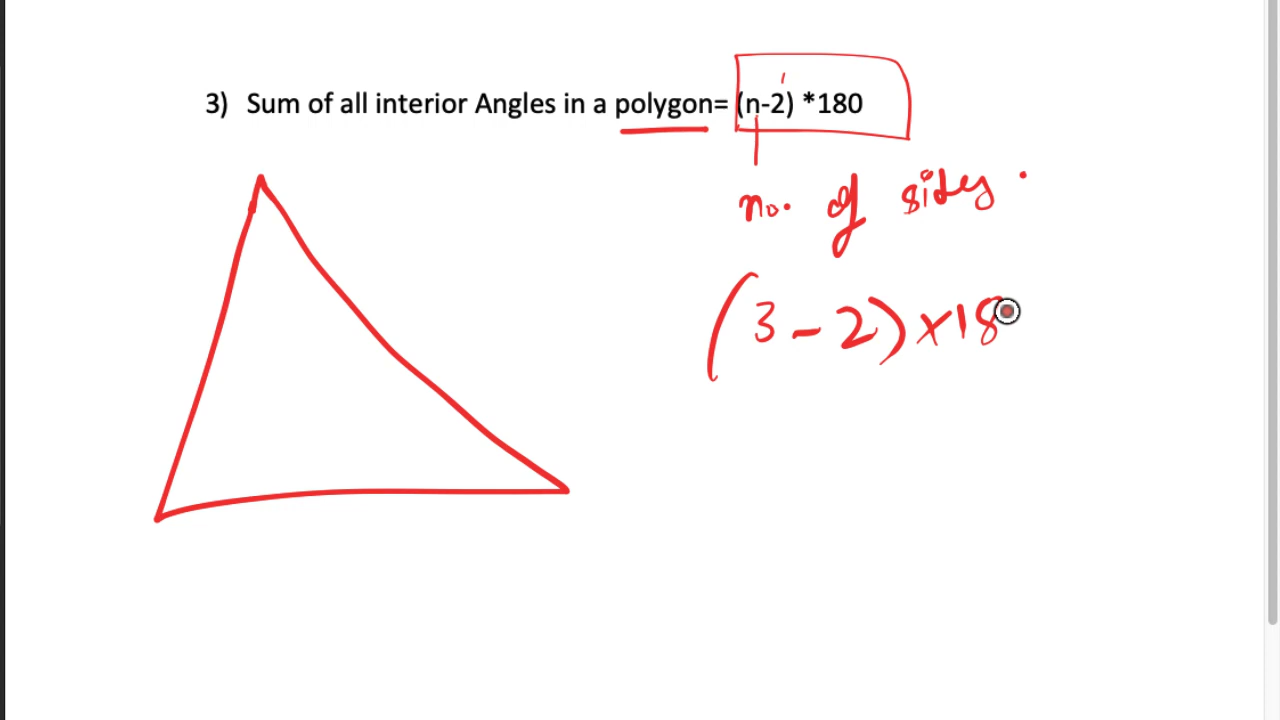 3) Sum of all interior Angles in a polygon= (n-2) *180
no. of sides.
(3-2)×18